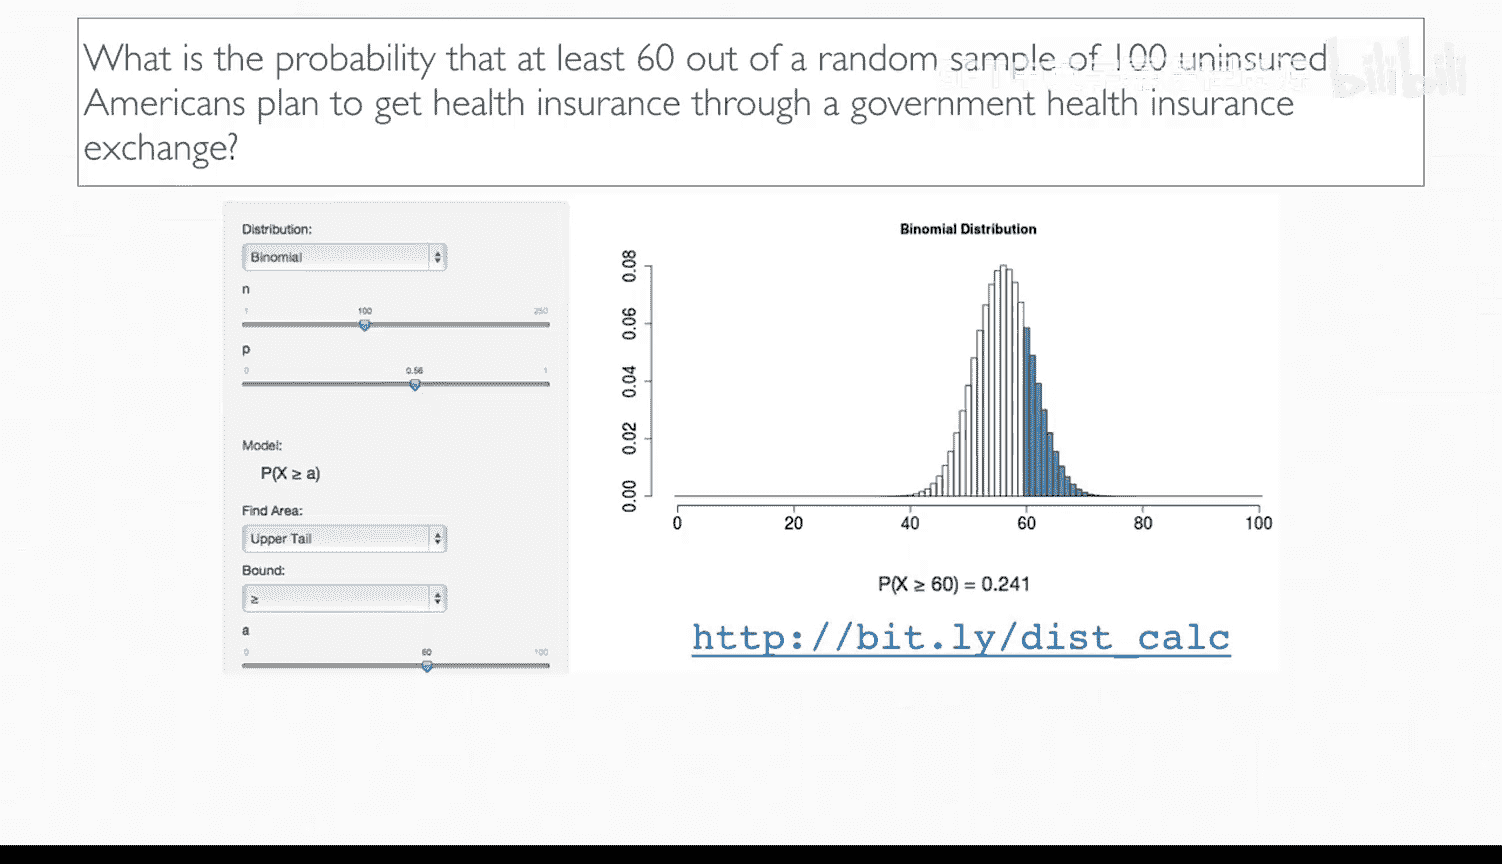 What is the probability that at least 60 out of a random sample of 100 uninsured
Americans plan to get health insurance through a government health insurance
exchange?
bilibili
Distribution:
Binomial
n
1 100 250
p
0 0.56 1
Model:
P(X ≥ a)
Find Area:
Upper Tail
Bound:
≥
a
0 60 100
Binomial Distribution
0.08
0.06
0.04
0.02
0.00
0 20 40 60 80 100
P(X ≥ 60) = 0.241
http://bit.ly/dist_calc